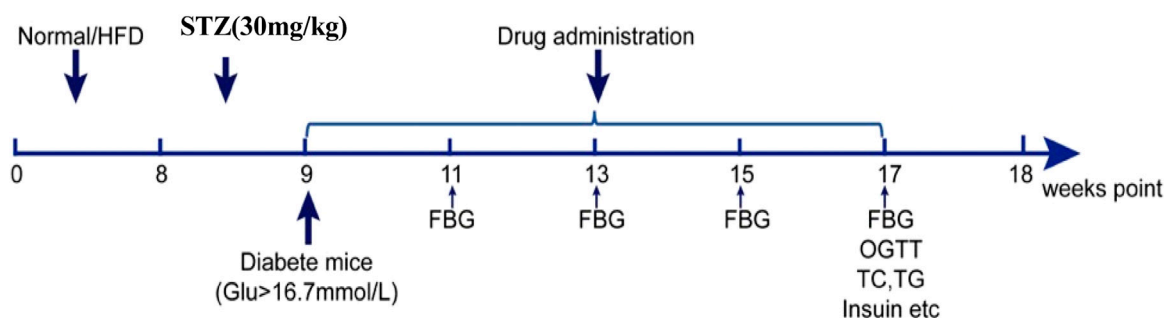 Normal/HFD
STZ(30mg/kg)
Drug administration
0 8 9 11 13 15 17 18
weeks point
Diabete mice
(Glu>16.7mmol/L)
FBG
FBG
FBG
FBG
OGTT
TC,TG
Insuin etc